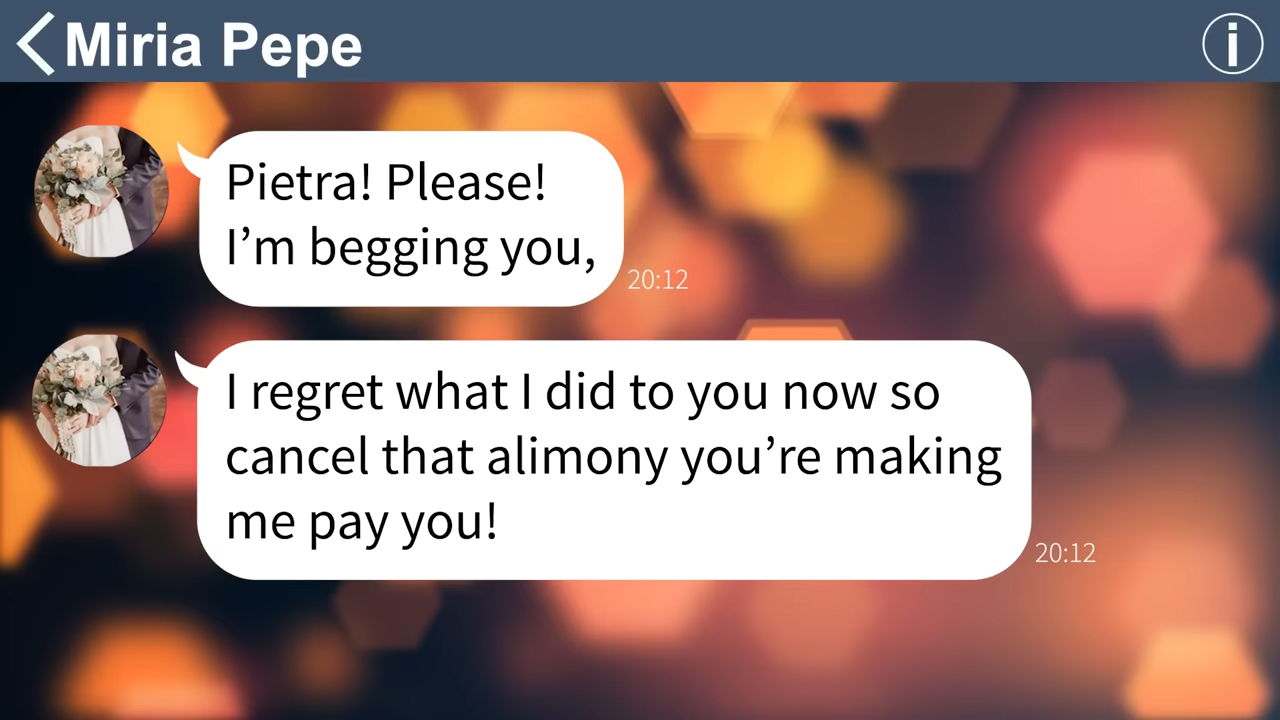 Miria Pepe
i
Pietra! Please!
I’m begging you,
20:12
I regret what I did to you now so
cancel that alimony you’re making
me pay you!
20:12